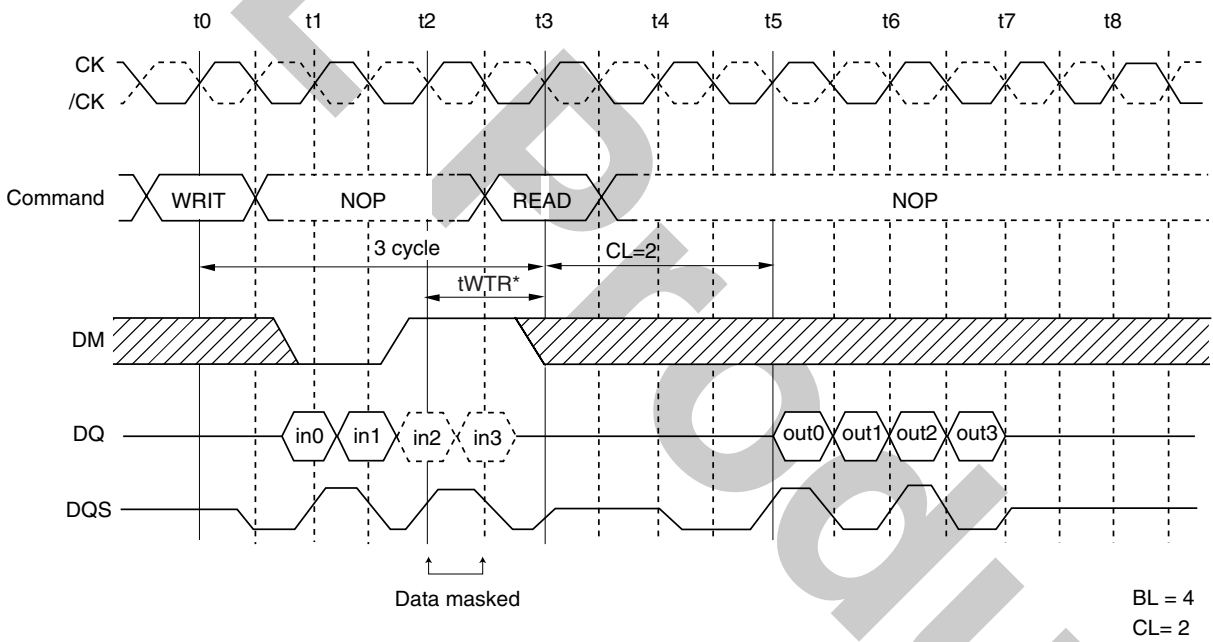 t0 t1 t2 t3 t4 t5 t6 t7 t8
CK
/CK
Command WRIT NOP READ NOP
3 cycle CL=2
tWTR*
DM
DQ in0 in1 in2 in3 out0 out1 out2 out3
DQS
Data masked
BL = 4
CL= 2